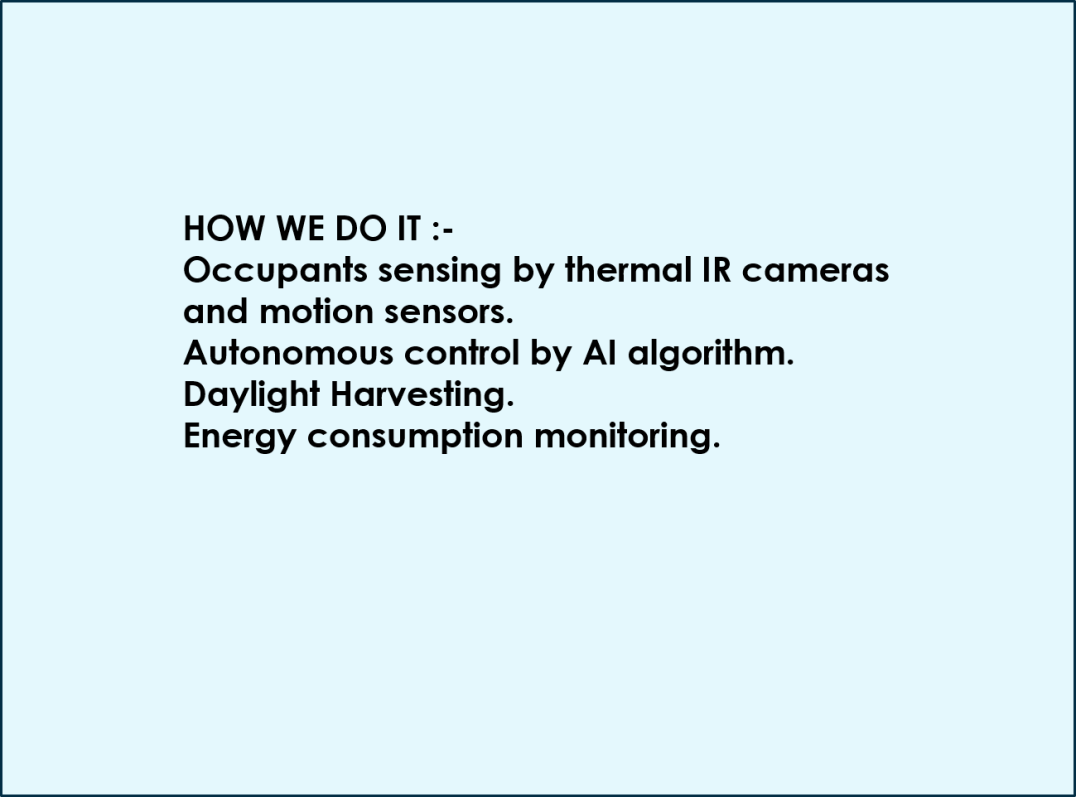 HOW WE DO IT :-
Occupants sensing by thermal IR cameras
and motion sensors.
Autonomous control by AI algorithm.
Daylight Harvesting.
Energy consumption monitoring.